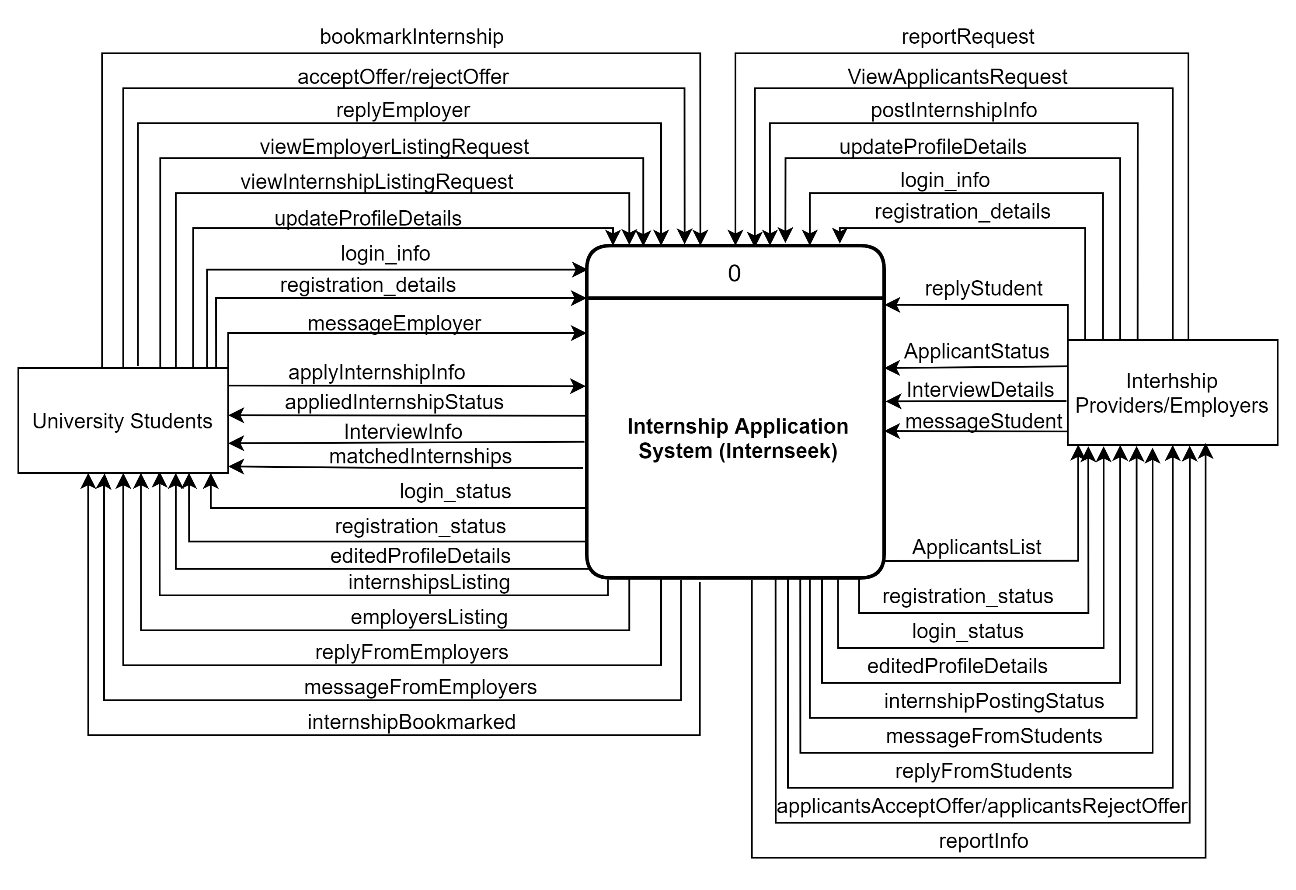 bookmarkInternship
acceptOffer/rejectOffer
replyEmployer
viewEmployerListingRequest
viewInternshipListingRequest
updateProfileDetails
login_info
registration_details
messageEmployer
applyInternshipInfo
appliedInternshipStatus
InterviewInfo
matchedInternships
login_status
registration_status
editedProfileDetails
internshipsListing
employersListing
replyFromEmployers
messageFromEmployers
internshipBookmarked
University Students
0
Internship Application
System (Internseek)
reportRequest
ViewApplicantsRequest
postInternshipInfo
updateProfileDetails
login_info
registration_details
replyStudent
ApplicantStatus
InterviewDetails
messageStudent
Interhship
Providers/Employers
ApplicantsList
registration_status
login_status
editedProfileDetails
internshipPostingStatus
messageFromStudents
replyFromStudents
applicantsAcceptOffer/applicantsRejectOffer
reportInfo